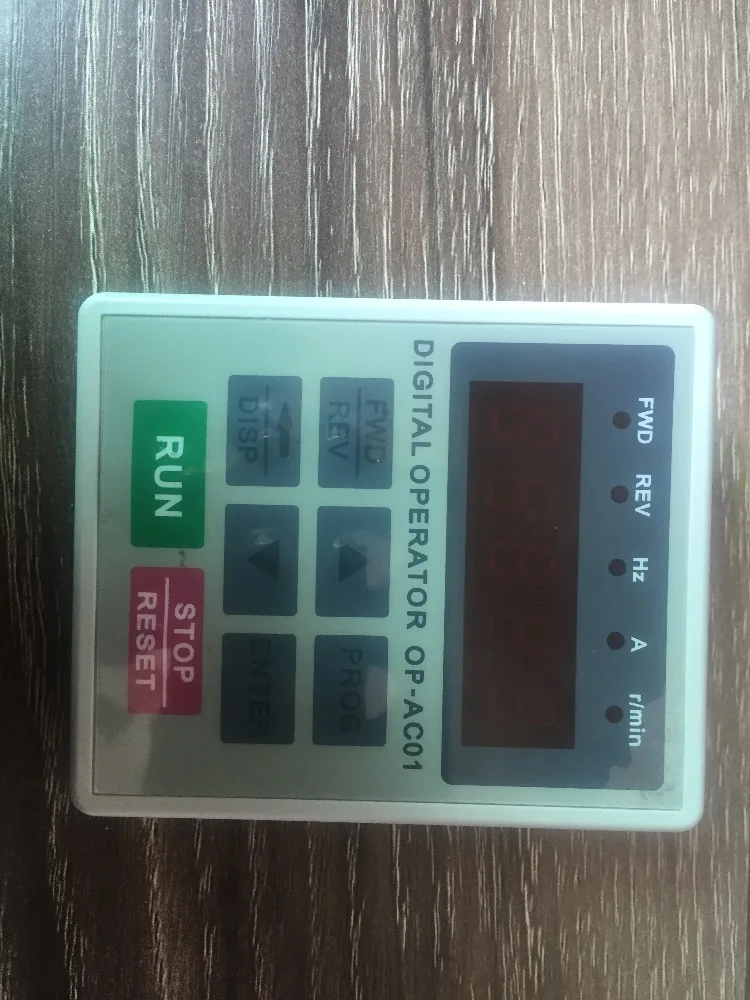 FWD REV Hz A r/min
DIGITAL OPERATOR OP-AC01
FWD
REV
PROG
DISP
ENTER
RUN
STOP
RESET